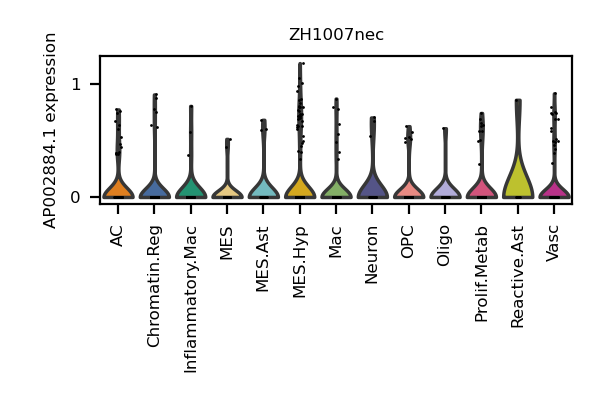 ZH1007nec
AP002884.1 expression
1
0
AC
Chromatin.Reg
Inflammatory.Mac
MES
MES.Ast
MES.Hyp
Mac
Neuron
OPC
Oligo
Prolif.Metab
Reactive.Ast
Vasc